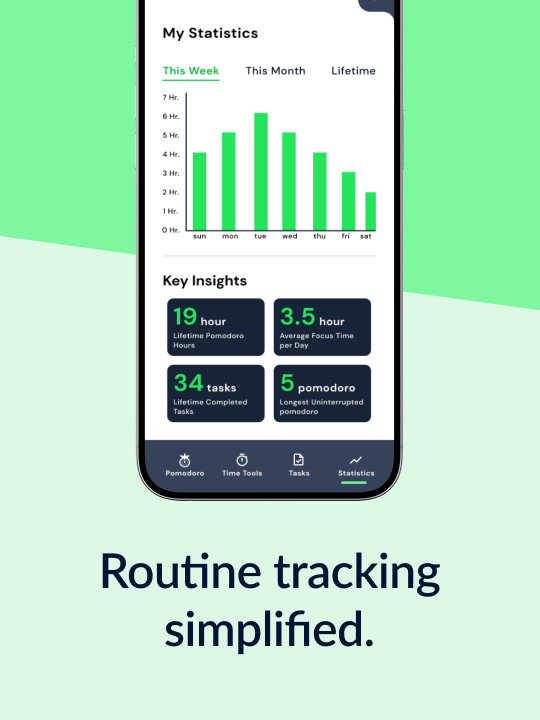 My Statistics
This Week This Month Lifetime
7 Hr.
6 Hr.
5 Hr.
4 Hr.
3 Hr.
2 Hr.
1 Hr.
0 Hr.
sun mon tue wed thu fri sat
Key Insights
19 hour
Lifetime Pomodoro
Hours
3.5 hour
Average Focus Time
per Day
34 tasks
Lifetime Completed
Tasks
5 pomodoro
Longest Uninterrupted
pomodoro
Pomodoro Time Tools Tasks Statistics
Routine tracking
simplified.